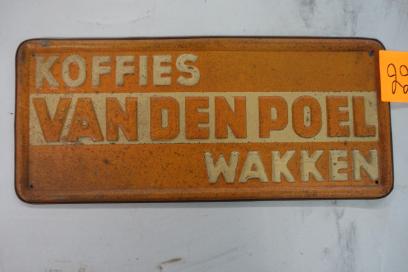 KOFFIES
VAN DEN POEL
WAKKEN